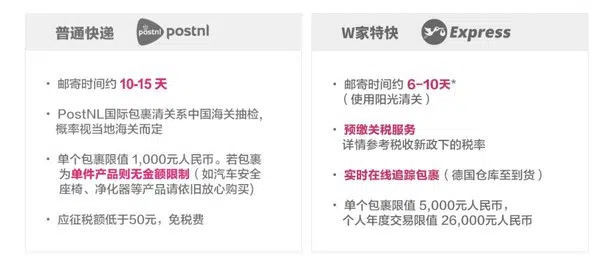 普通快递 postnl postnl
· 邮寄时间约 10-15 天
· PostNL国际包裹清关系中国海关抽检，
概率视当地海关而定
· 单个包裹限值 1,000元人民币。若包裹
为单件产品则无金额限制（如汽车安全
座椅、净化器等产品请依旧放心购买）
· 应征税额低于50元，免税费
W家特快 Express
· 邮寄时间约 6-10天*
（使用阳光清关）
· 预缴关税服务
详情参考税收新政下的税率
· 实时在线追踪包裹（德国仓库至到货）
· 单个包裹限值 5,000元人民币，
个人年度交易限值 26,000元人民币